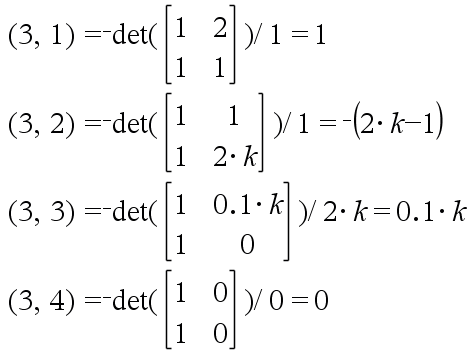 (3, 1) = -det([1 2; 1 1])/ 1 = 1
(3, 2) = -det([1 1; 1 2· k])/ 1 = -(2· k-1)
(3, 3) = -det([1 0.1· k; 1 0])/ 2· k = 0.1· k
(3, 4) = -det([1 0; 1 0])/ 0 = 0